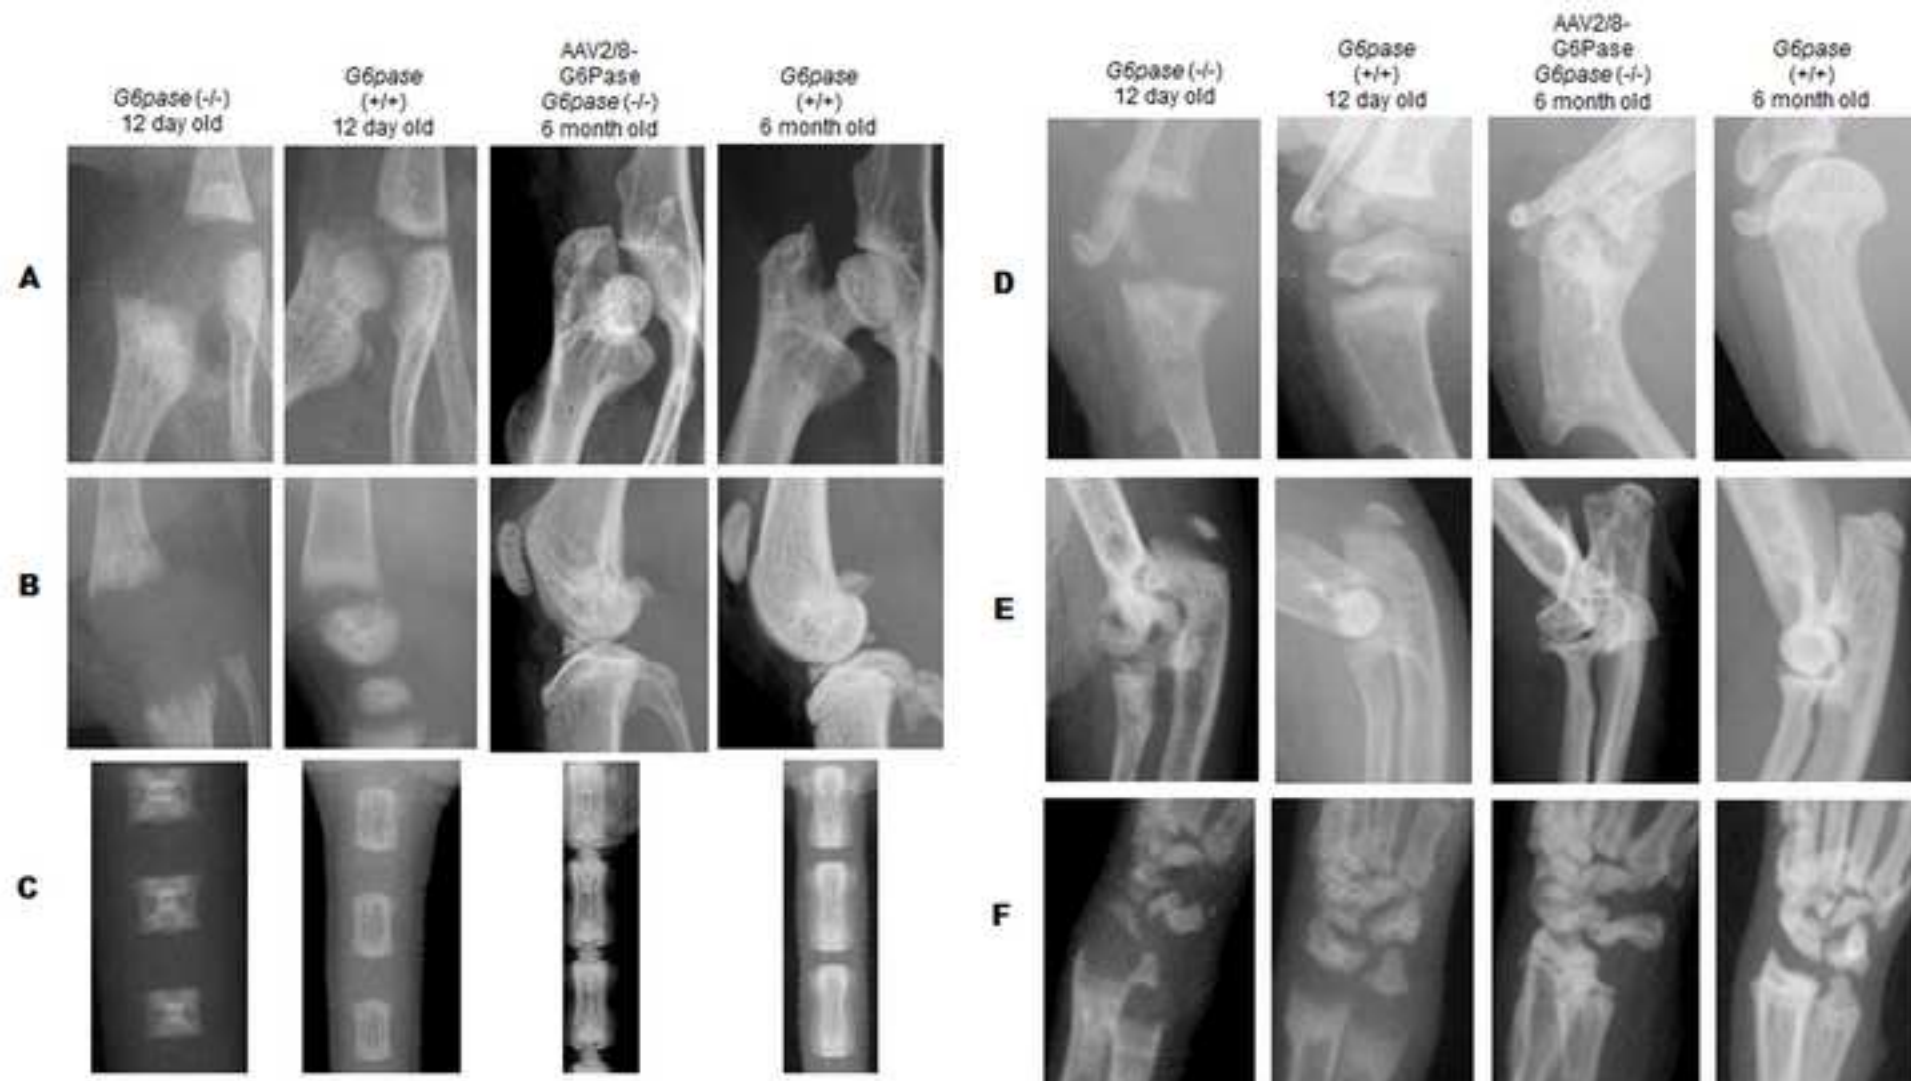 G6pase (-/-)
12 day old
G6pase
(+/+)
12 day old
AAV2/8-
G6Pase
G6pase (-/-)
6 month old
G6pase
(+/+)
6 month old
G6pase (-/-)
12 day old
G6pase
(+/+)
12 day old
AAV2/8-
G6Pase
G6pase (-/-)
6 month old
G6pase
(+/+)
6 month old
A
B
C
D
E
F